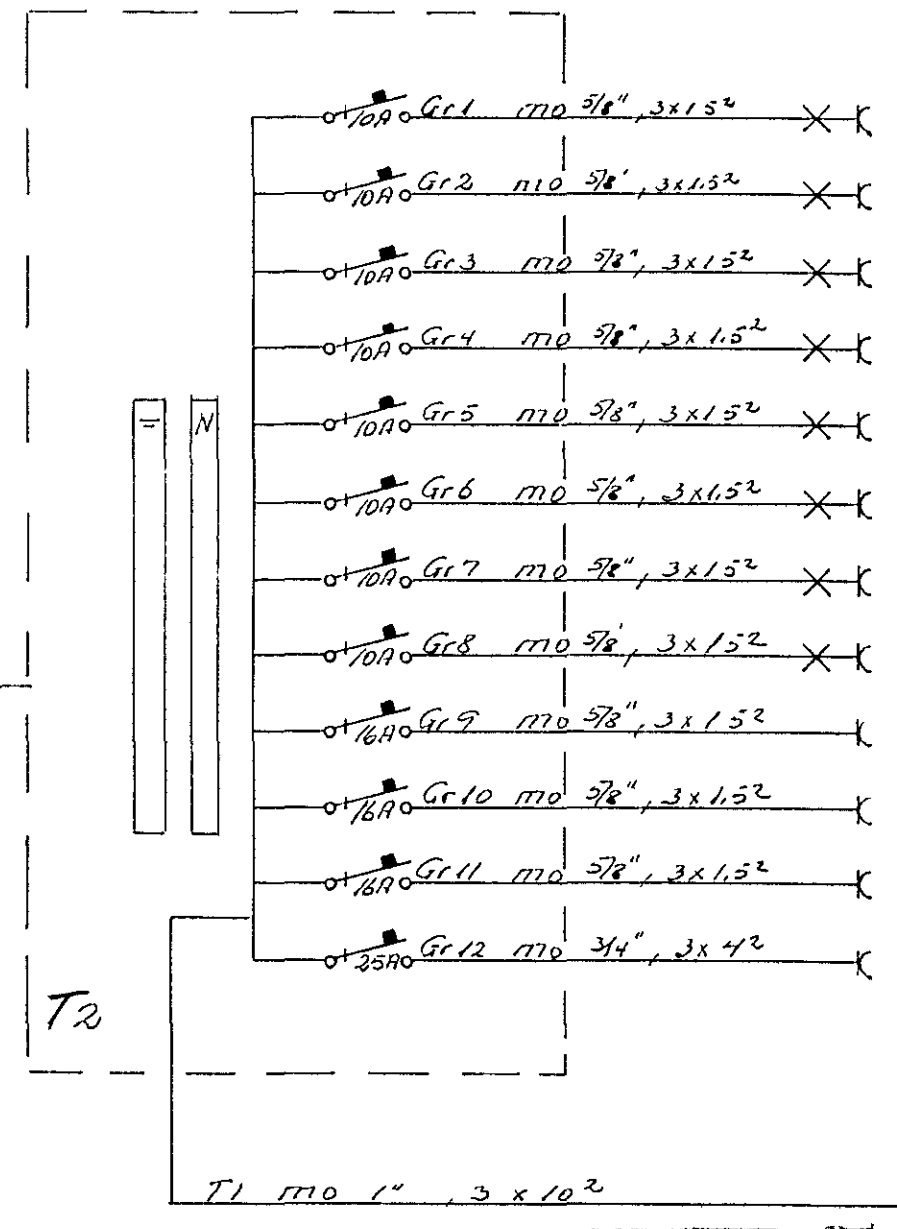 10A Gr1 mo 5/8", 3x1.5²
10A Gr2 mo 5/8', 3x1.5²
10A Gr3 mo 5/8", 3x1.5²
10A Gr4 mo 5/8", 3x1.5²
10A Gr5 mo 5/8", 3x1.5²
10A Gr6 mo 5/8", 3x1.5²
10A Gr7 mo 5/8", 3x1.5²
10A Gr8 mo 5/8', 3x1.5²
16A Gr9 mo 5/8", 3x1.5²
16A Gr10 mo 5/8", 3x1.5²
16A Gr11 mo 5/8", 3x1.5²
25A Gr12 mo 3/4", 3x4²
N
T2
T1 mo 1", 3x10²